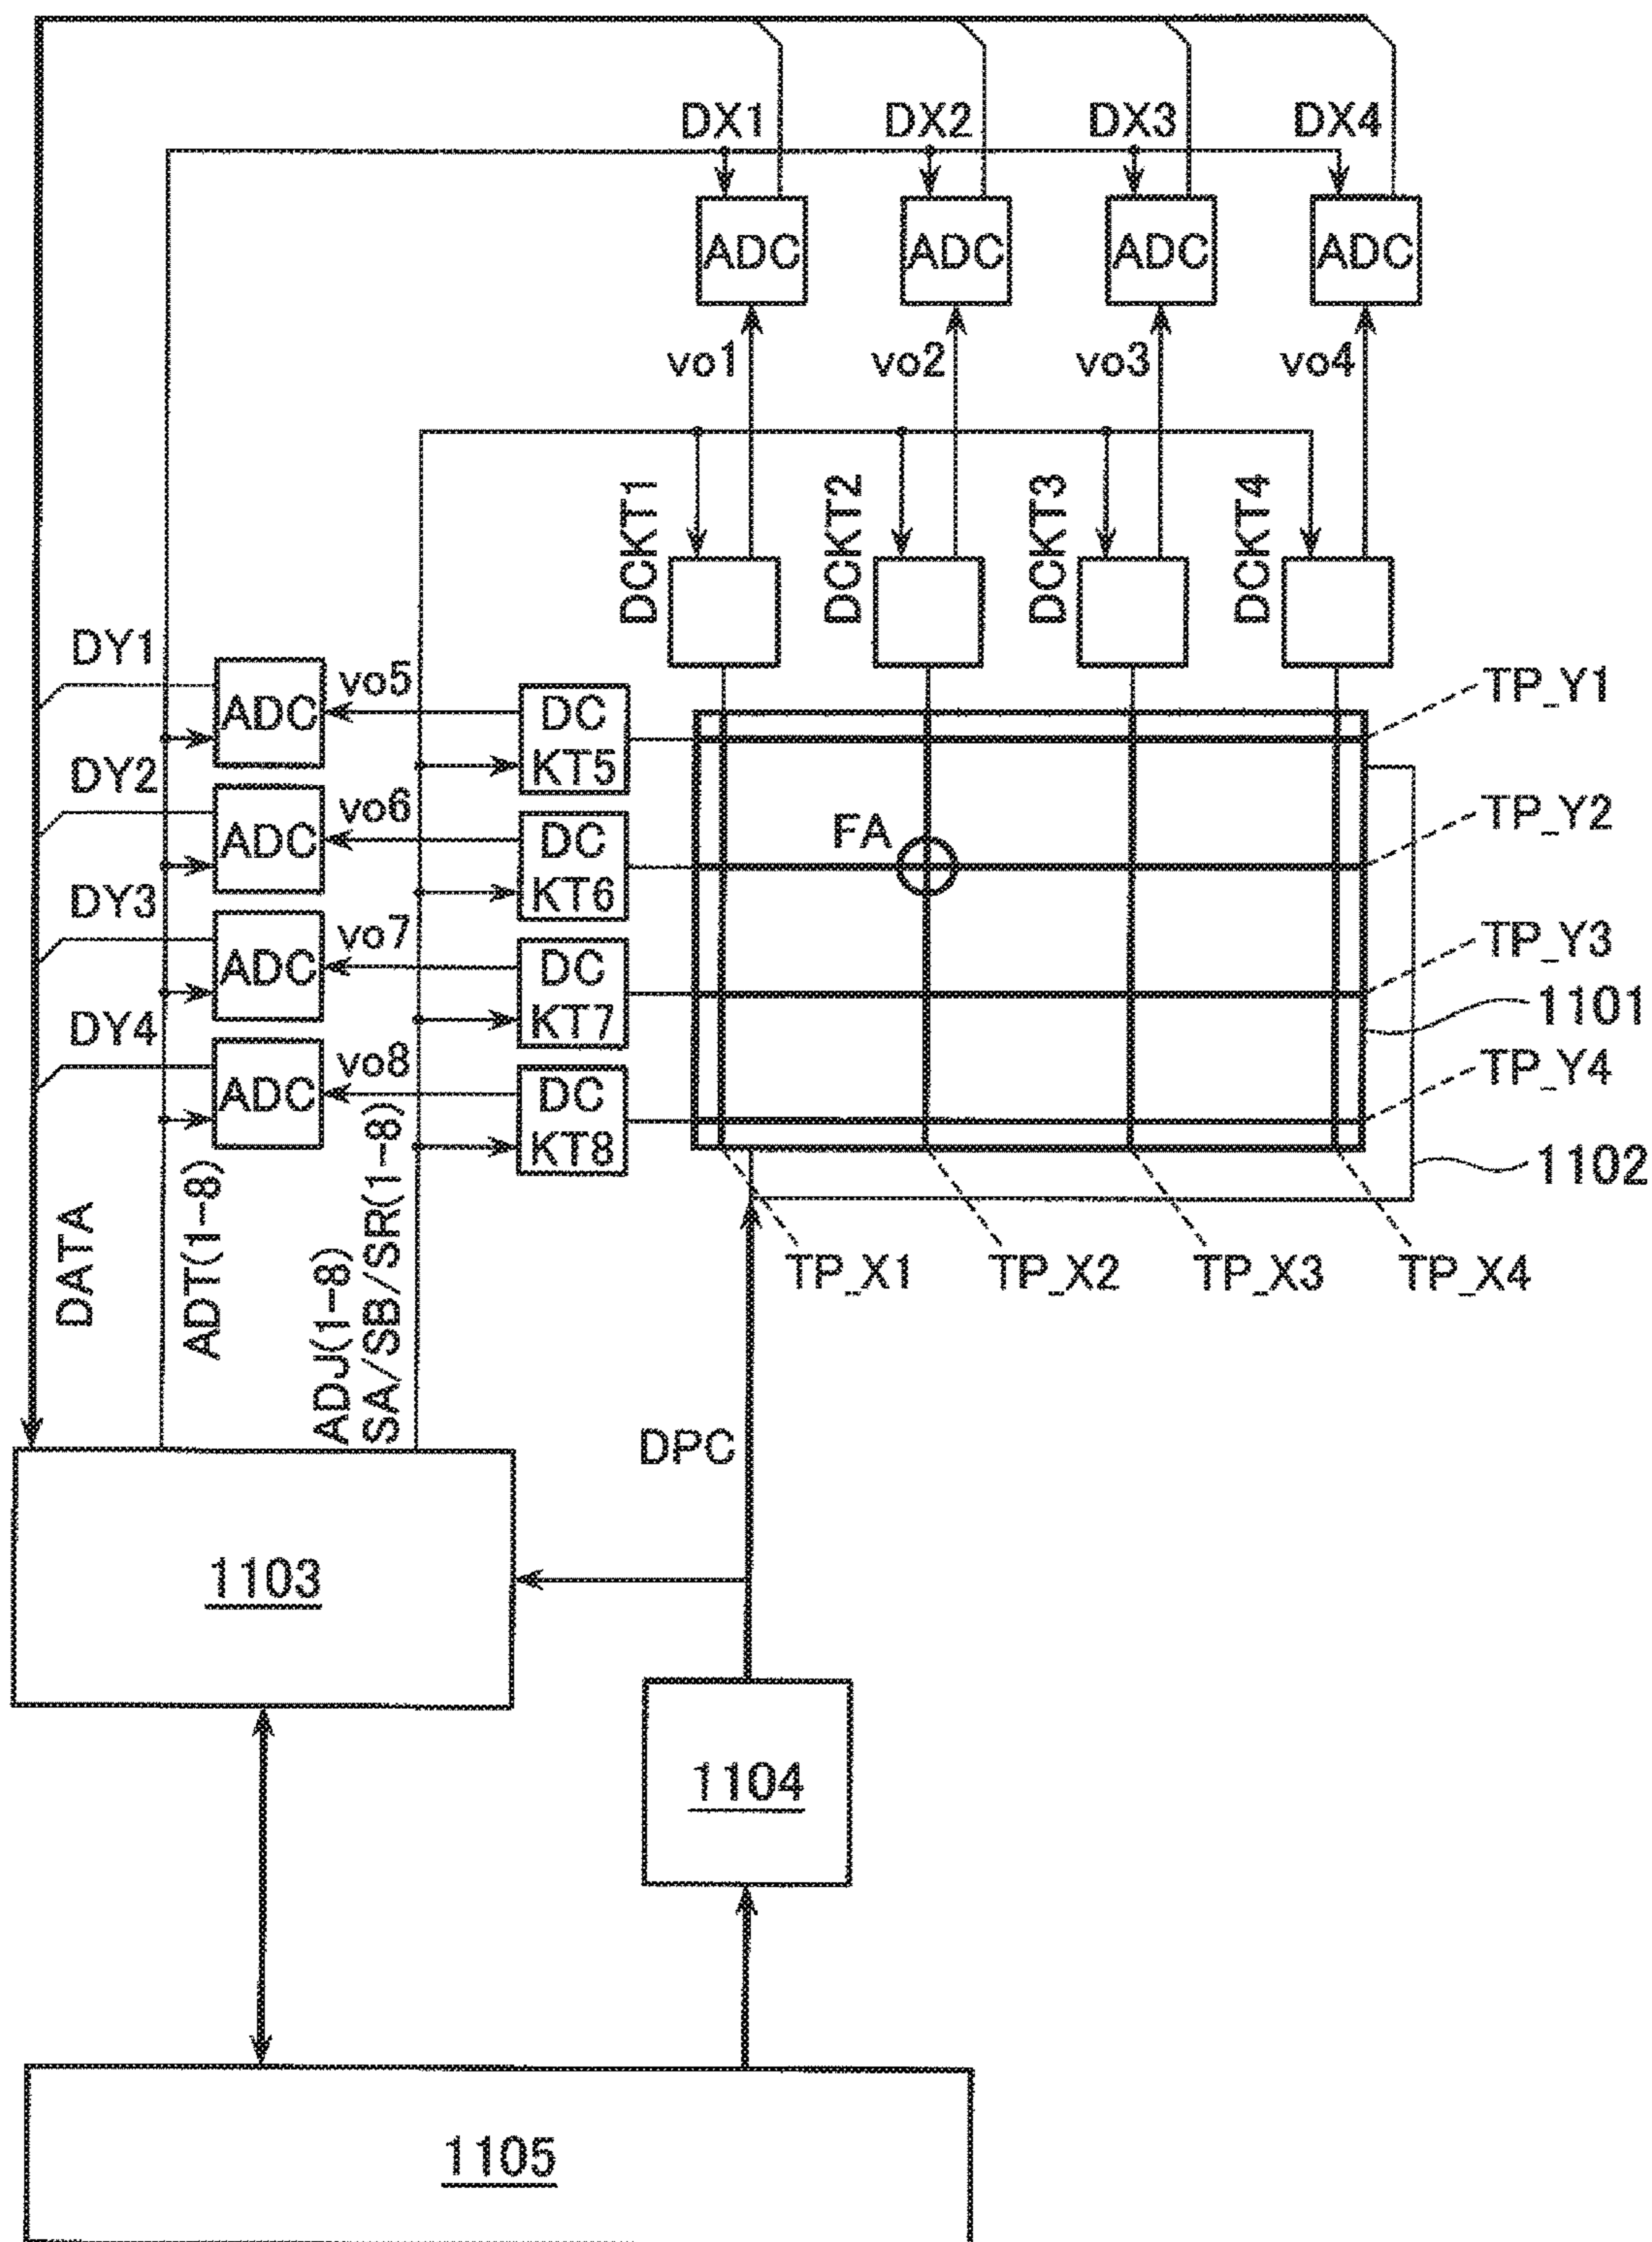 DX1 DX2 DX3 DX4
ADC ADC ADC ADC
vo1 vo2 vo3 vo4
DCKT1 DCKT2 DCKT3 DCKT4
DY1
ADC
vo5
DC
KT5
TP_Y1
DY2
ADC
vo6
DC
KT6
FA
TP_Y2
DY3
ADC
vo7
DC
KT7
TP_Y3
1101
DY4
ADC
vo8
DC
KT8
TP_Y4
1102
DATA
ADT(1-8)
ADJ(1-8)
SA/SB/SR(1-8)
TP_X1 TP_X2 TP_X3 TP_X4
DPC
1103
1104
1105